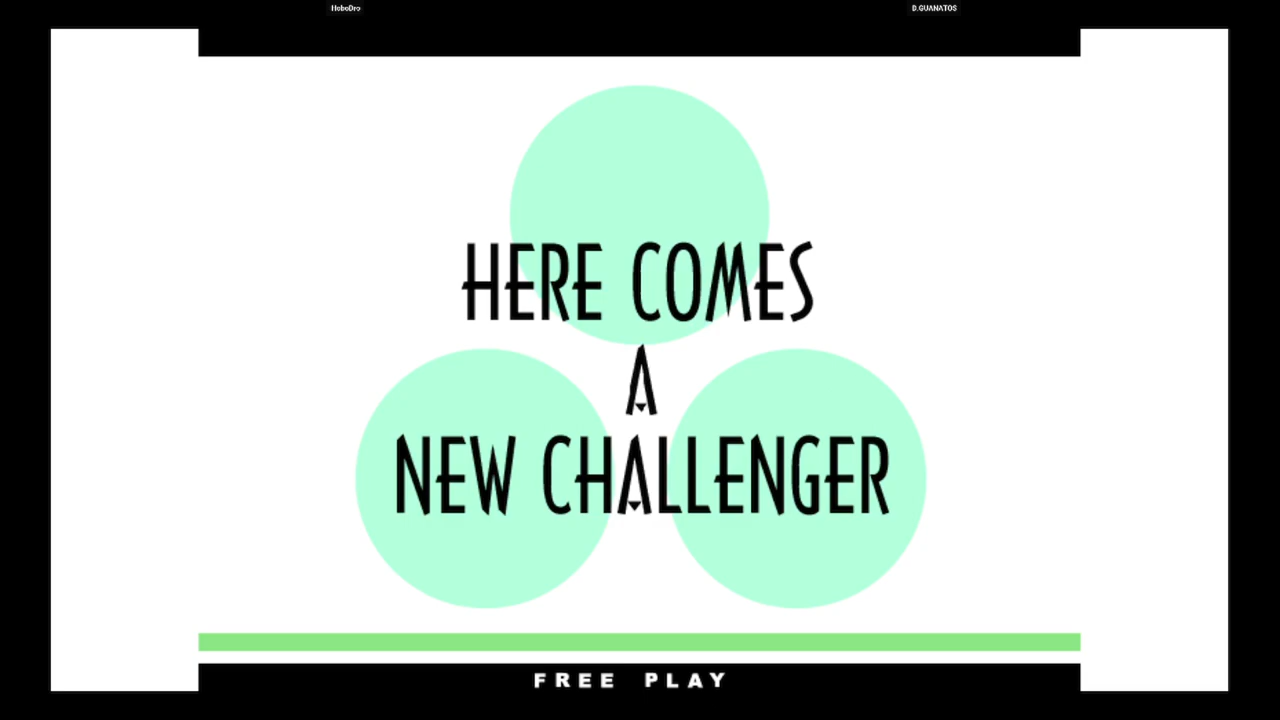 HoboDro
D.GUANATOS
HERE COMES
A
NEW CHALLENGER
FREE PLAY